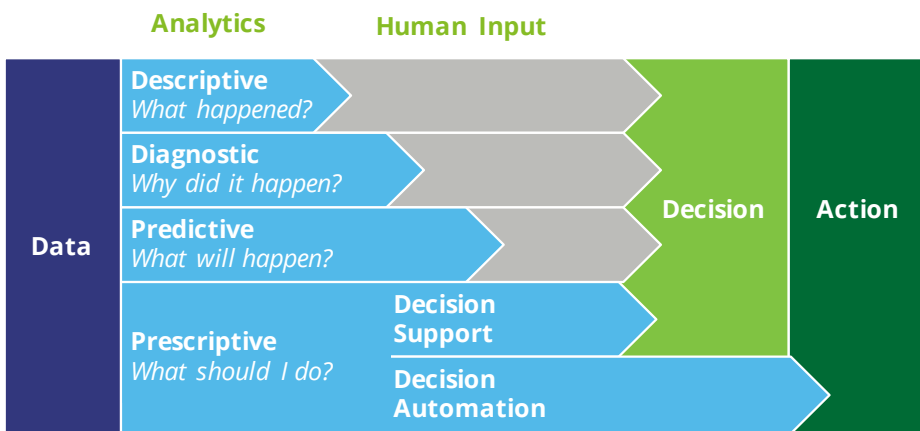 Analytics
Human Input
Descriptive
What happened?
Diagnostic
Why did it happen?
Predictive
What will happen?
Prescriptive
What should I do?
Data
Decision
Support
Decision
Automation
Decision
Action